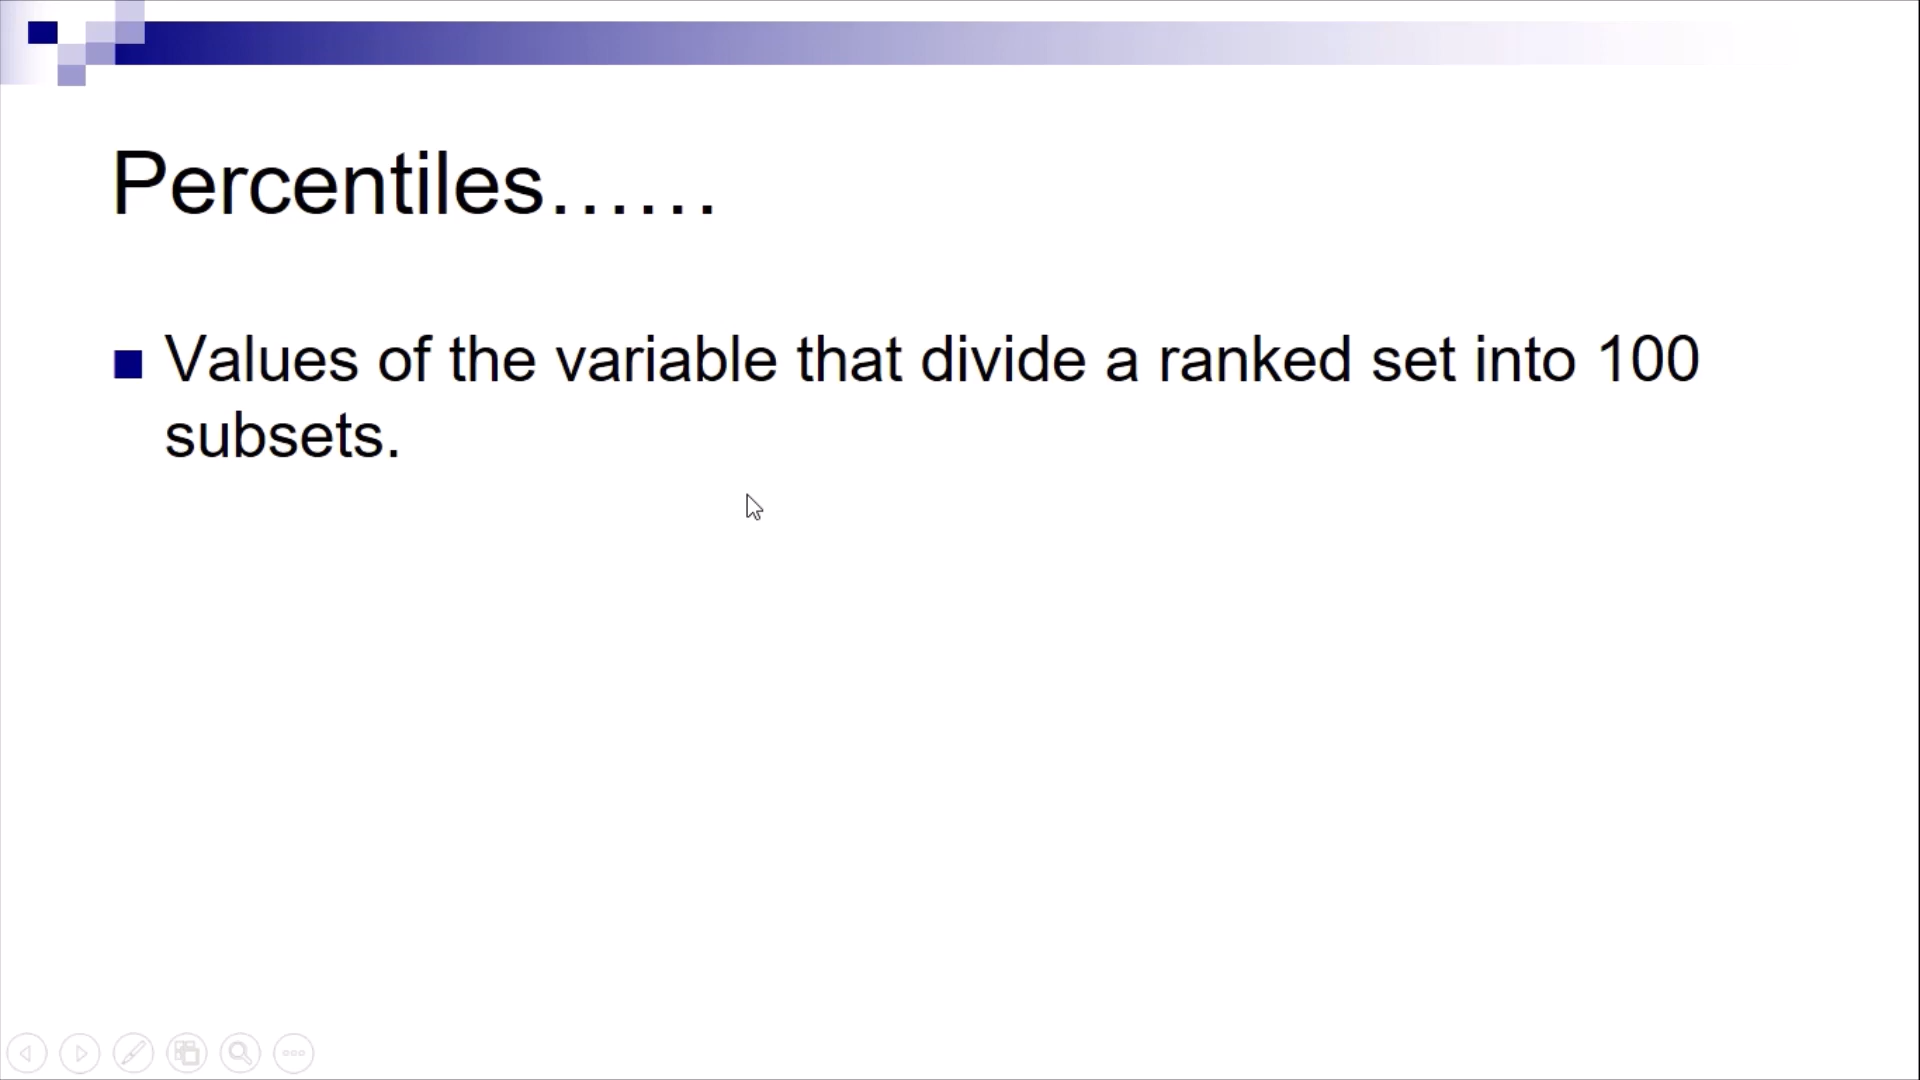 Percentiles……
Values of the variable that divide a ranked set into 100
subsets.